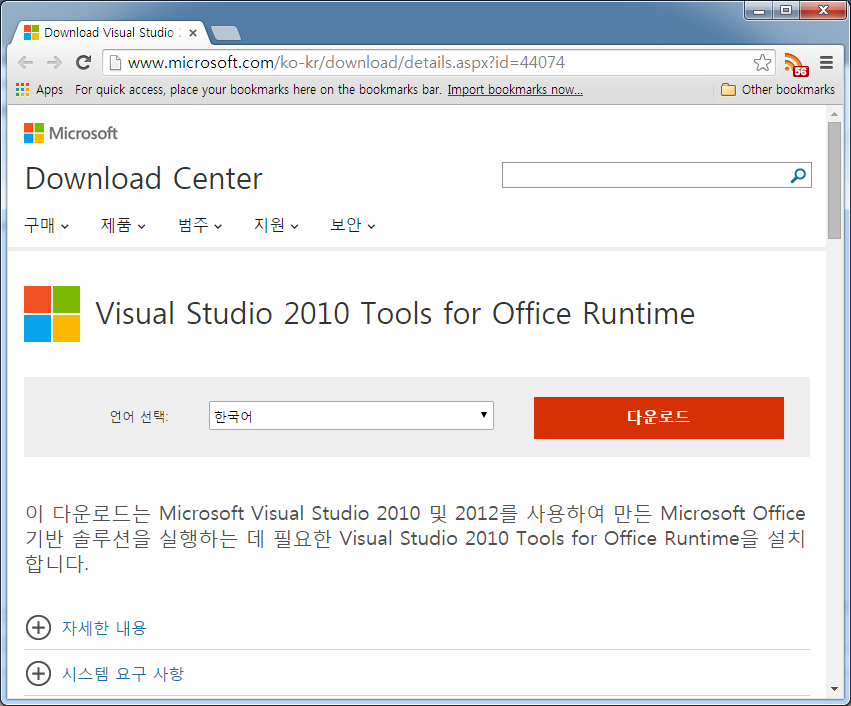 Download Visual Studio 2
www.microsoft.com/ko-kr/download/details.aspx?id=44074
56
Apps For quick access, place your bookmarks here on the bookmarks bar. Import bookmarks now... Other bookmarks
Microsoft
Download Center
구매 제품 범주 지원 보안
Visual Studio 2010 Tools for Office Runtime
언어 선택: 한국어 다운로드
이 다운로드는 Microsoft Visual Studio 2010 및 2012를 사용하여 만든 Microsoft Office
기반 솔루션을 실행하는 데 필요한 Visual Studio 2010 Tools for Office Runtime을 설치
합니다.
자세한 내용
시스템 요구 사항